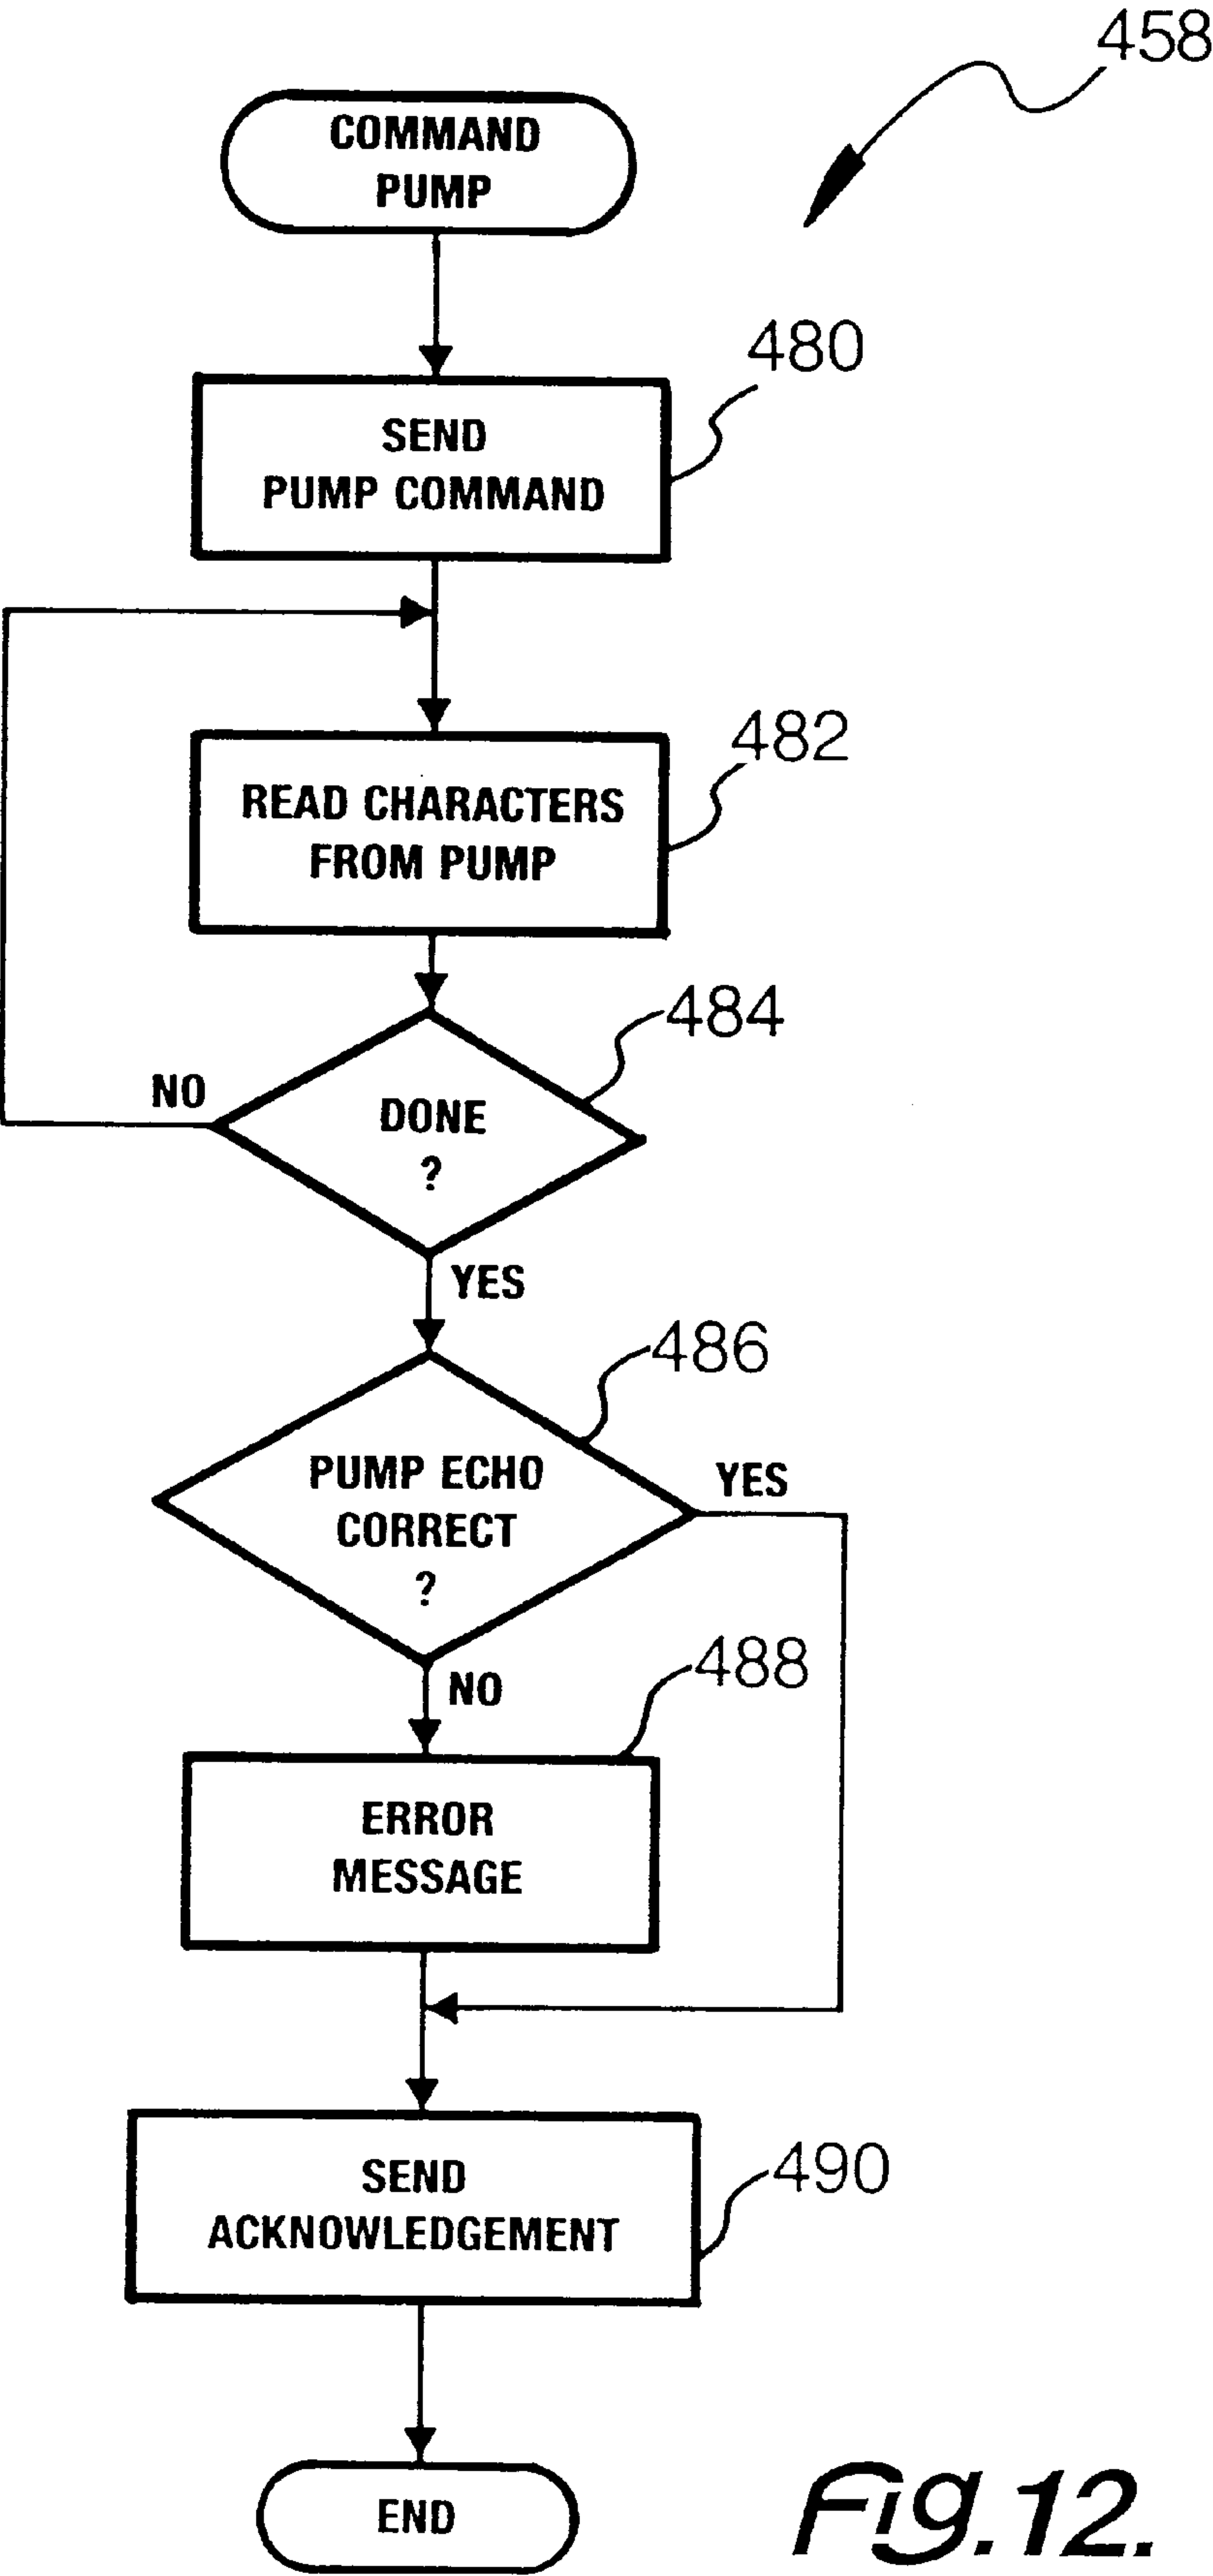 458
COMMAND
PUMP
480
SEND
PUMP COMMAND
482
READ CHARACTERS
FROM PUMP
484
NO
DONE
?
YES
486
PUMP ECHO
CORRECT
?
YES
488
NO
ERROR
MESSAGE
490
SEND
ACKNOWLEDGEMENT
END
Fig.12.